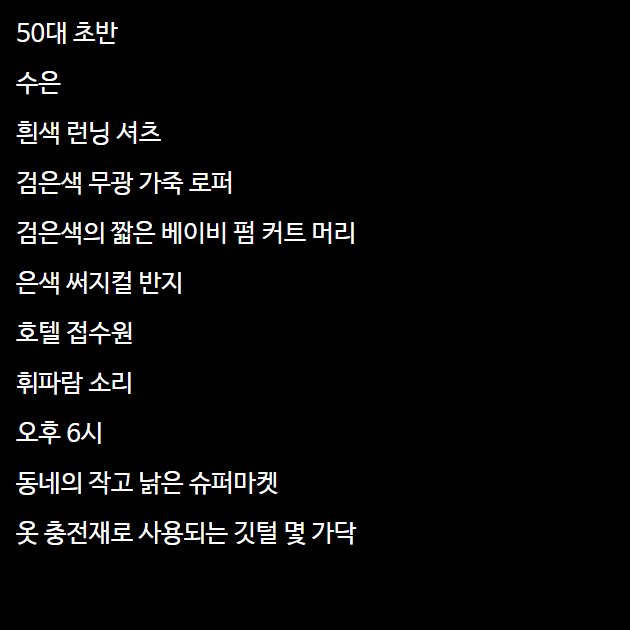 50대 초반
수은
흰색 런닝 셔츠
검은색 무광 가죽 로퍼
검은색의 짧은 베이비 펌 커트 머리
은색 써지컬 반지
호텔 접수원
휘파람 소리
오후 6시
동네의 작고 낡은 슈퍼마켓
옷 충전재로 사용되는 깃털 몇 가닥